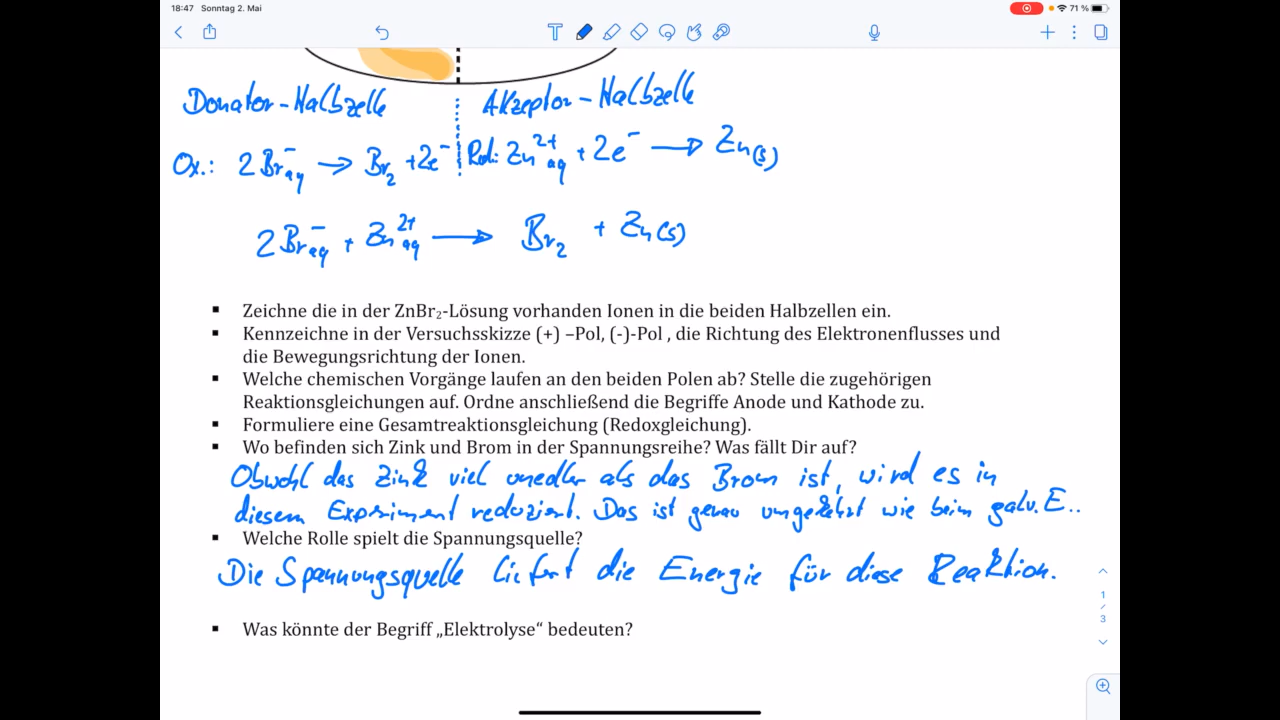 18:47 Sonntag 2. Mai
71 %
Donator-Halbzelle
Akzeptor-Halbzelle
Ox.: 2Br⁻aq → Br₂ + 2e⁻
Red: Zn²⁺aq + 2e⁻ → Zn(s)
2Br⁻aq + Zn²⁺aq → Br₂ + Zn(s)
▪ Zeichne die in der ZnBr₂-Lösung vorhanden Ionen in die beiden Halbzellen ein.
▪ Kennzeichne in der Versuchsskizze (+) –Pol, (-)-Pol , die Richtung des Elektronenflusses und
die Bewegungsrichtung der Ionen.
▪ Welche chemischen Vorgänge laufen an den beiden Polen ab? Stelle die zugehörigen
Reaktionsgleichungen auf. Ordne anschließend die Begriffe Anode und Kathode zu.
▪ Formuliere eine Gesamtreaktionsgleichung (Redoxgleichung).
▪ Wo befinden sich Zink und Brom in der Spannungsreihe? Was fällt Dir auf?
Obwohl das Zink viel unedler als das Brom ist, wird es in
diesem Experiment reduziert. Das ist genau umgekehrt wie beim galv. E..
▪ Welche Rolle spielt die Spannungsquelle?
Die Spannungsquelle liefert die Energie für diese Reaktion.
▪ Was könnte der Begriff „Elektrolyse“ bedeuten?
1
/
3